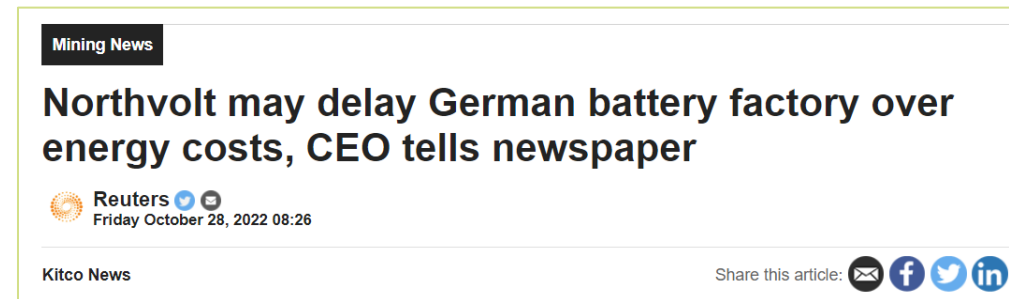 Mining News
Northvolt may delay German battery factory over
energy costs, CEO tells newspaper
Reuters
Friday October 28, 2022 08:26
Kitco News
Share this article: